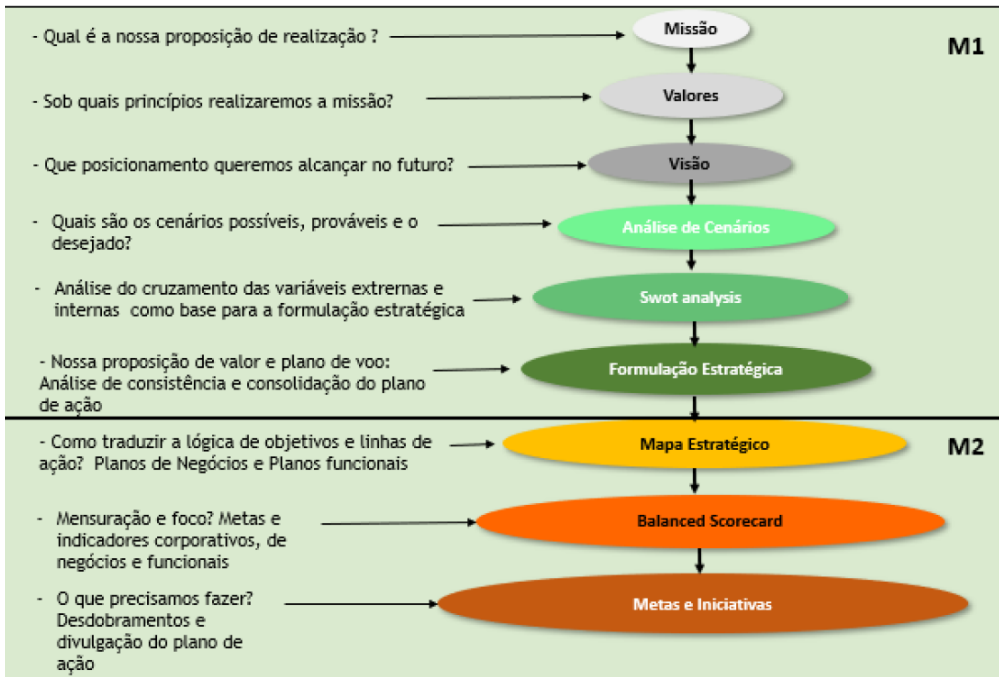 - Qual é a nossa proposição de realização ?
Missão
M1
- Sob quais princípios realizaremos a missão?
Valores
- Que posicionamento queremos alcançar no futuro?
Visão
- Quais são os cenários possíveis, prováveis e o
desejado?
Análise de Cenários
- Análise do cruzamento das variáveis extrernas e
internas como base para a formulação estratégica
Swot analysis
- Nossa proposição de valor e plano de voo:
Análise de consistência e consolidação do plano
de ação
Formulação Estratégica
- Como traduzir a lógica de objetivos e linhas de
ação? Planos de Negócios e Planos funcionais
Mapa Estratégico
M2
- Mensuração e foco? Metas e
indicadores corporativos, de
negócios e funcionais
Balanced Scorecard
- O que precisamos fazer?
Desdobramentos e
divulgação do plano de
ação
Metas e Iniciativas